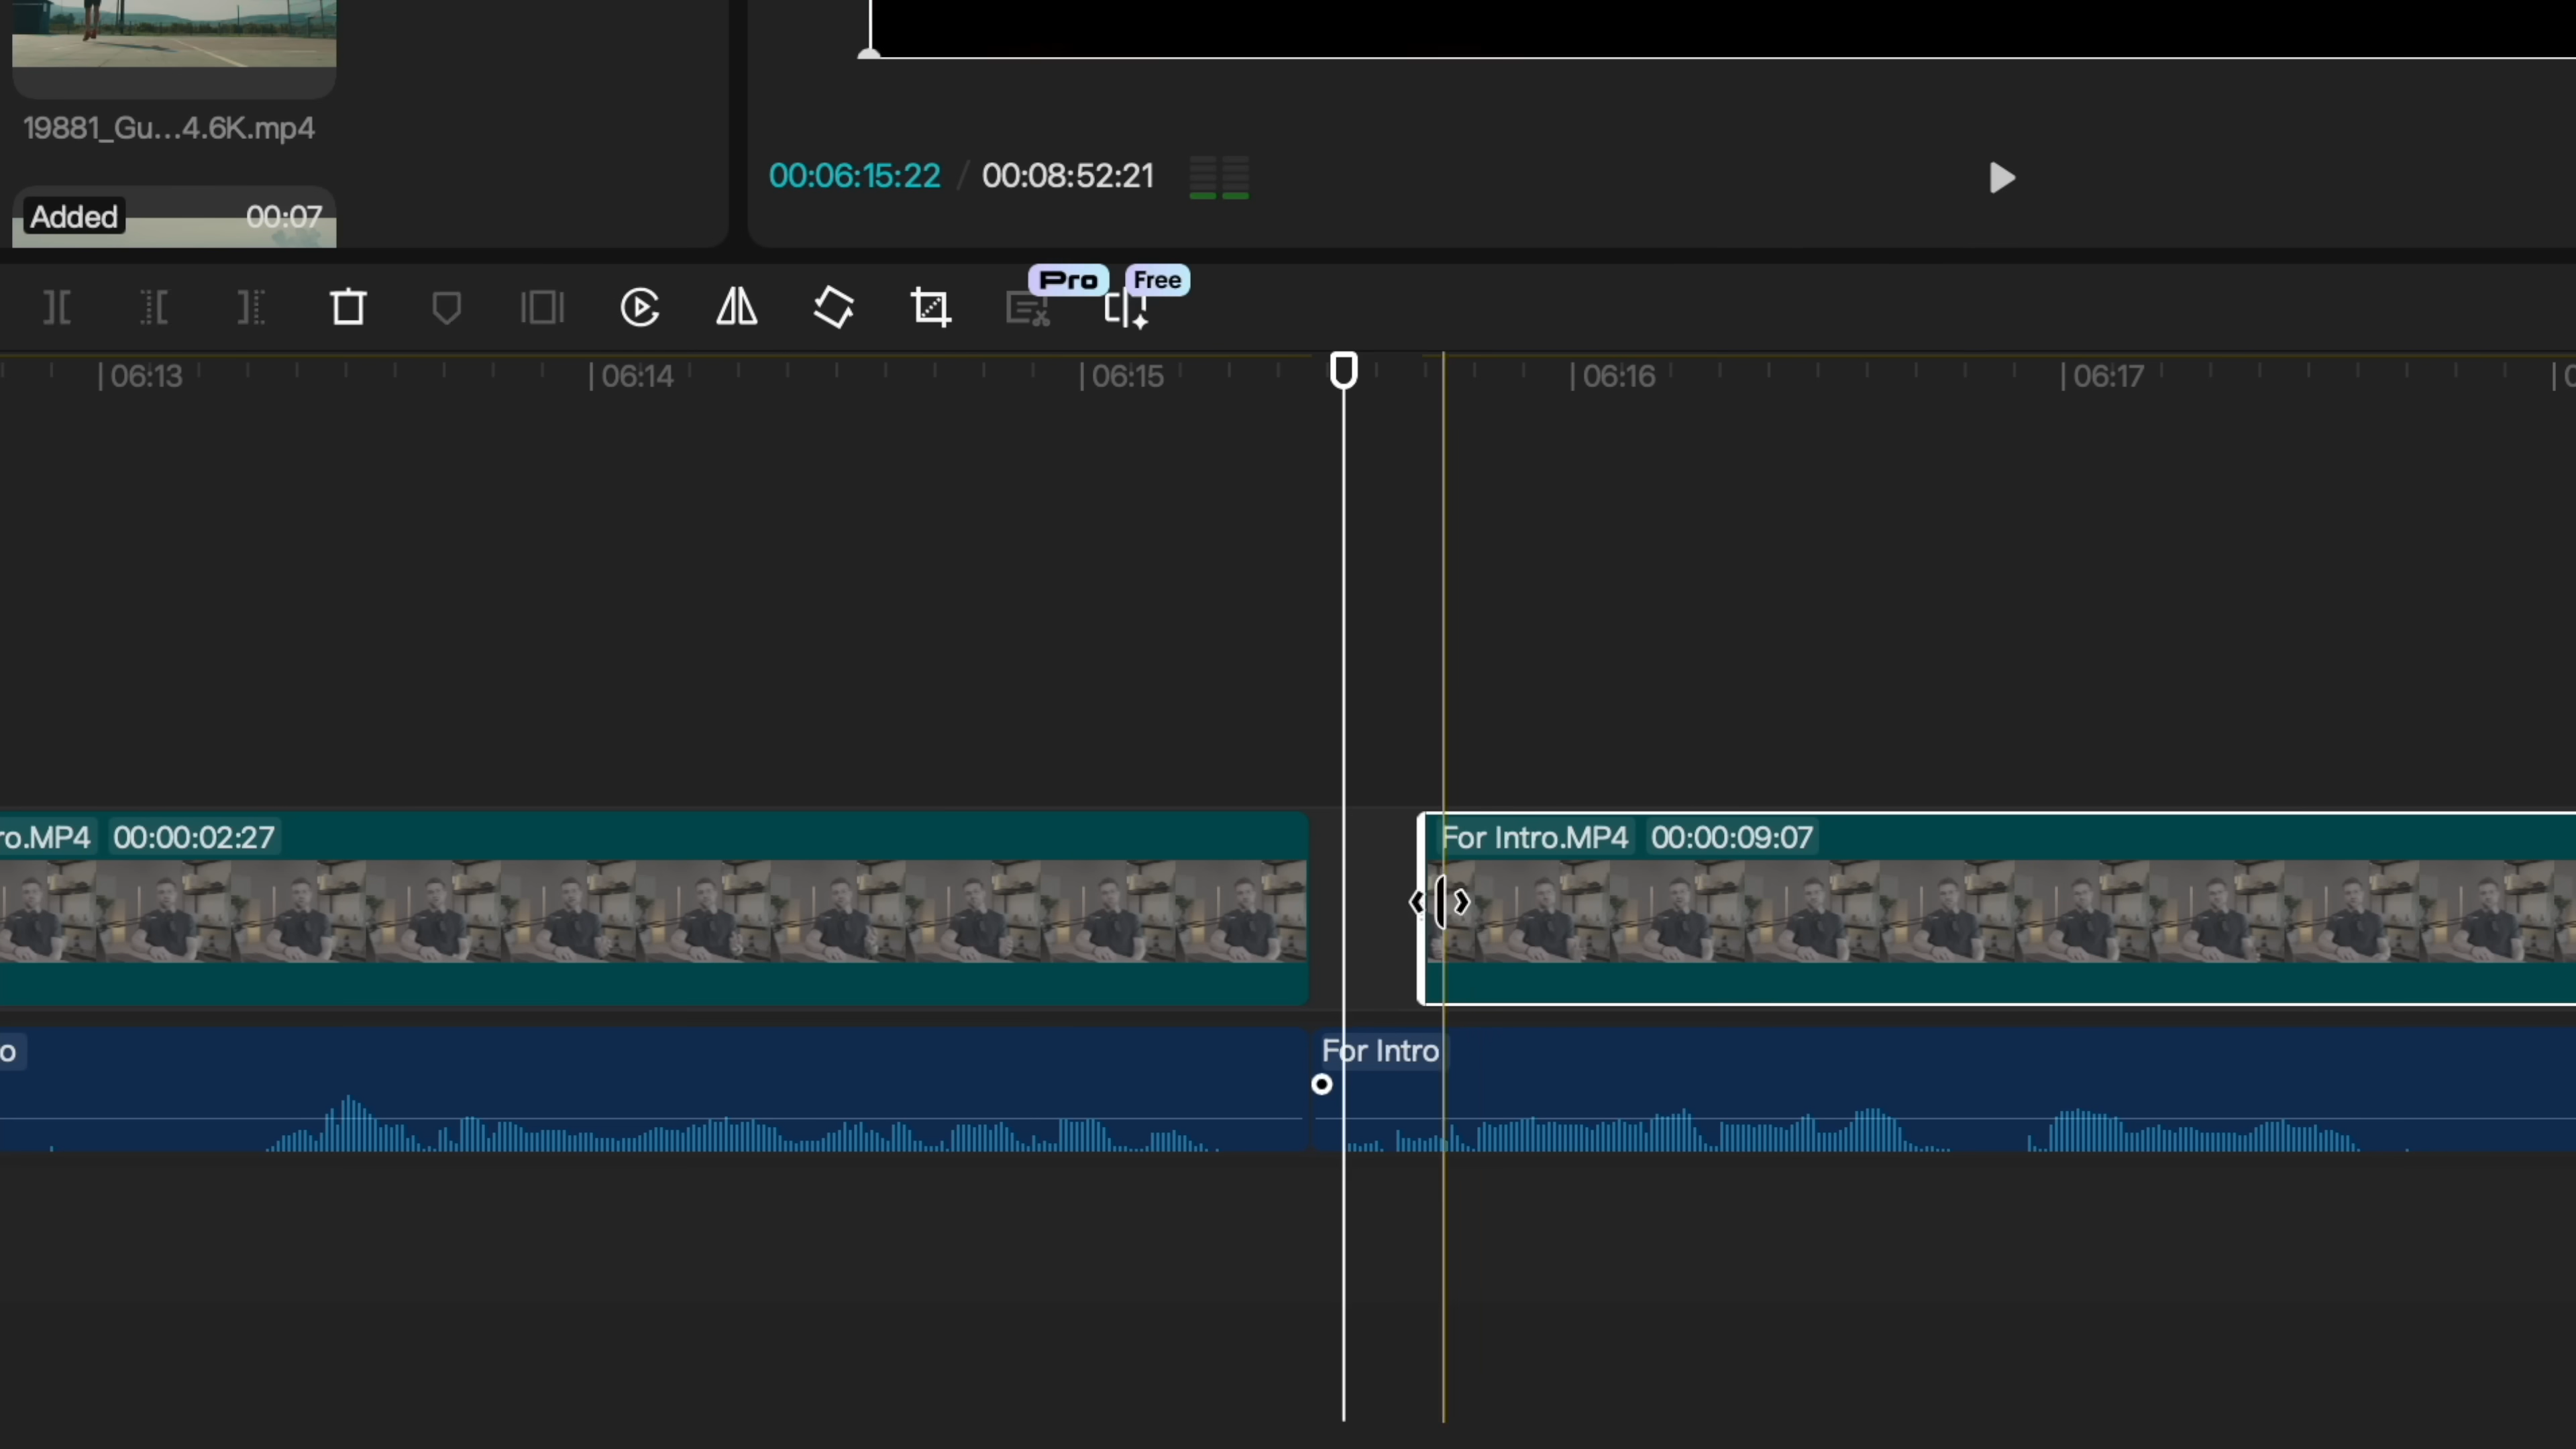 19881_Gu...4.6K.mp4
Added 00:07
00:06:15:22 / 00:08:52:21
Pro Free
06:13 06:14 06:15 06:16 06:17
ro.MP4 00:00:02:27 For Intro.MP4 00:00:09:07
o For Intro